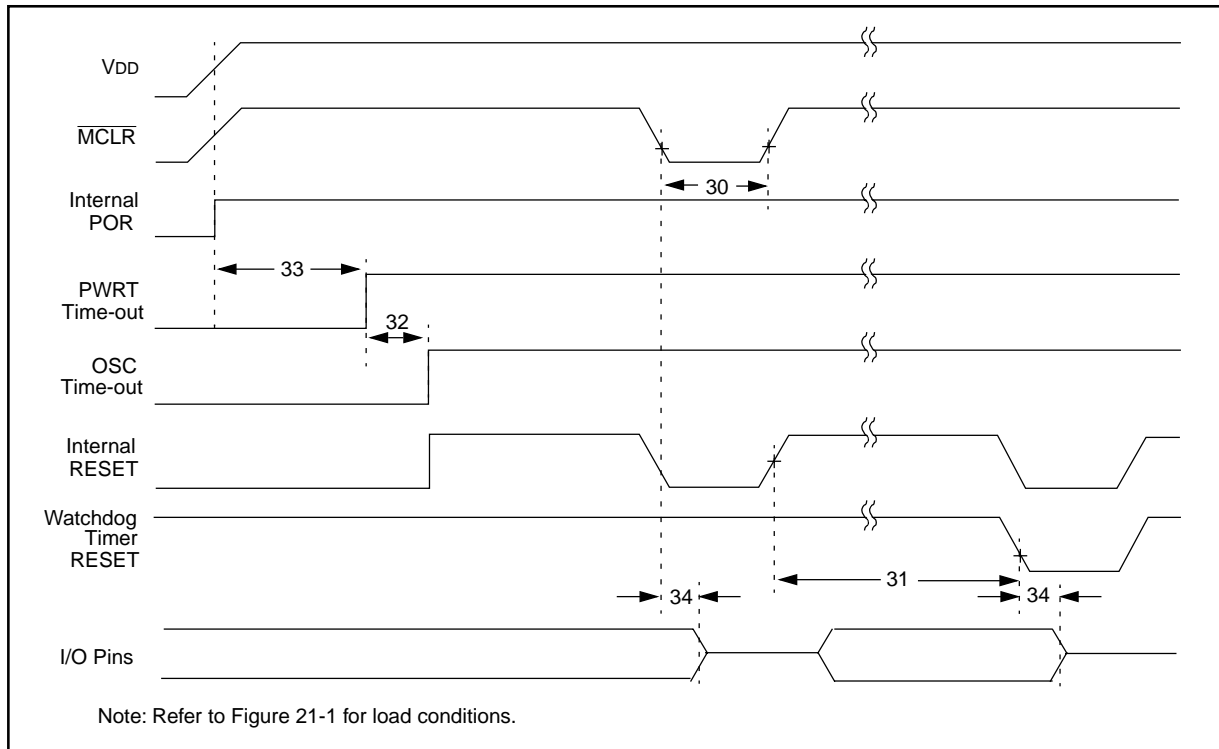 VDD
MCLR
30
Internal
POR
33
PWRT
Time-out
32
OSC
Time-out
Internal
RESET
Watchdog
Timer
RESET
31
34
34
I/O Pins
Note: Refer to Figure 21-1 for load conditions.